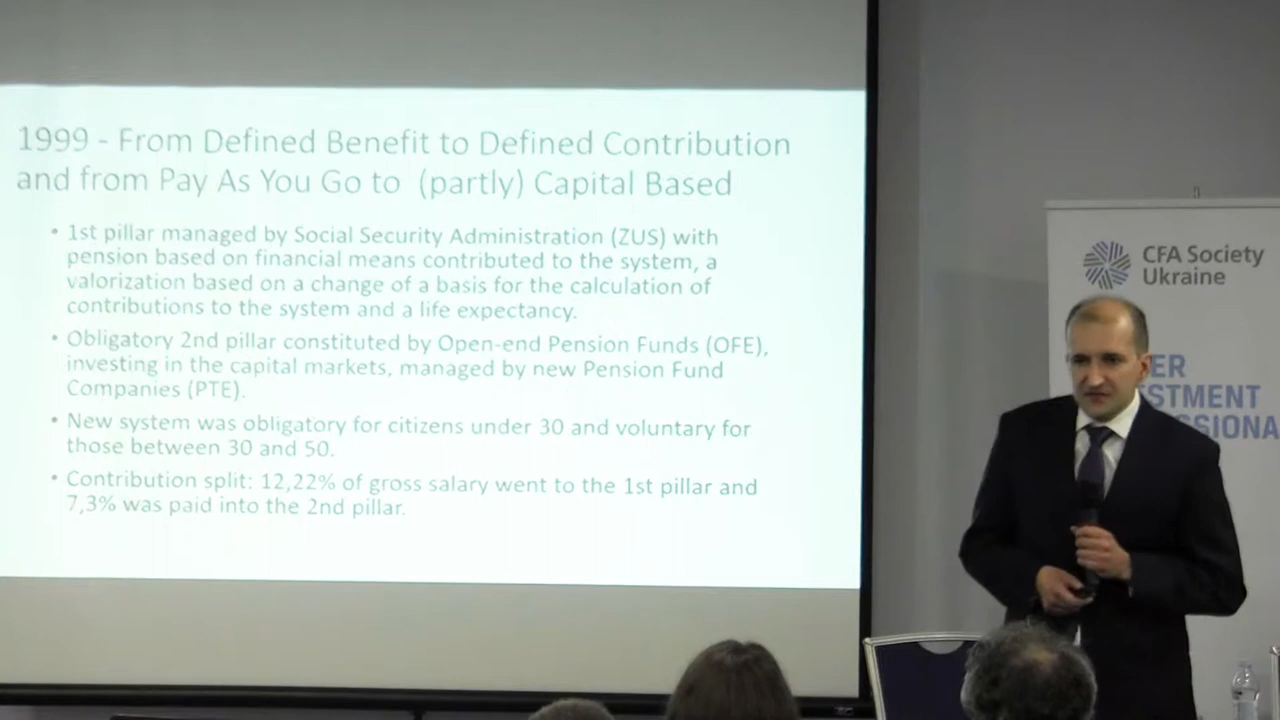 1999 - From Defined Benefit to Defined Contribution
and from Pay As You Go to (partly) Capital Based
• 1st pillar managed by Social Security Administration (ZUS) with
pension based on financial means contributed to the system, a
valorization based on a change of a basis for the calculation of
contributions to the system and a life expectancy.
• Obligatory 2nd pillar constituted by Open-end Pension Funds (OFE),
investing in the capital markets, managed by new Pension Fund
Companies (PTE).
• New system was obligatory for citizens under 30 and voluntary for
those between 30 and 50.
• Contribution split: 12,22% of gross salary went to the 1st pillar and
7,3% was paid into the 2nd pillar.
CFA Society
Ukraine